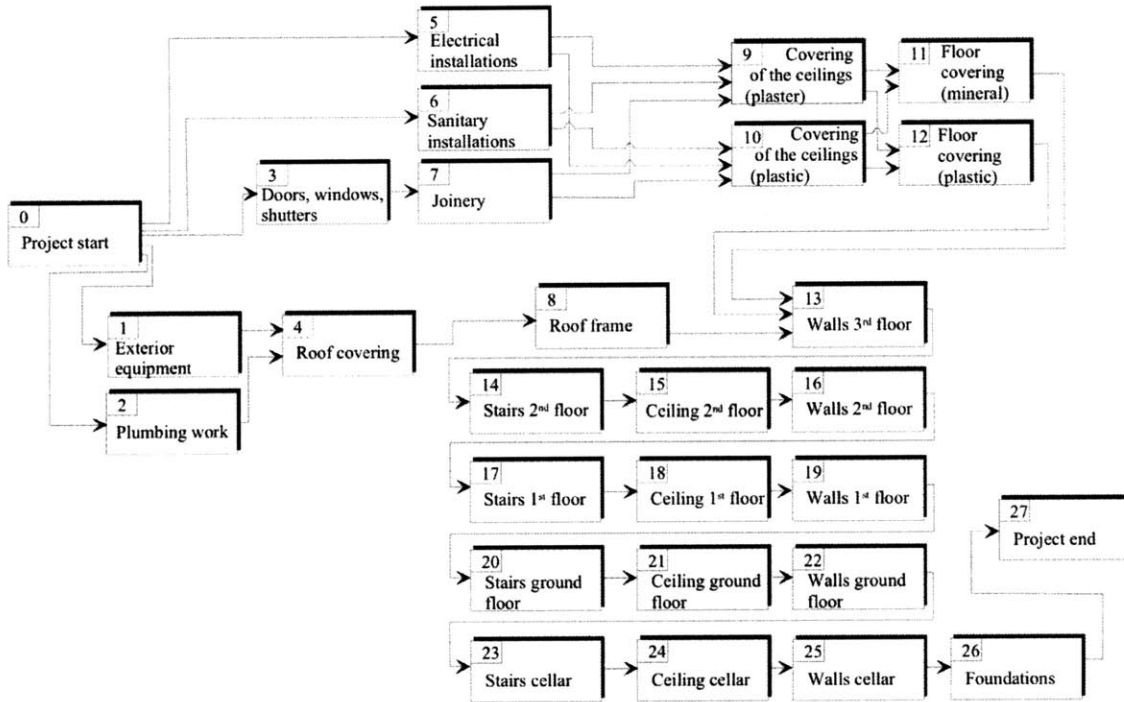 5
Electrical
installations
6
Sanitary
installations
9 Covering
of the ceilings
(plaster)
11 Floor
covering
(mineral)
10 Covering
of the ceilings
(plastic)
12 Floor
covering
(plastic)
3
Doors, windows,
shutters
7
Joinery
0
Project start
1
Exterior
equipment
2
Plumbing work
4
Roof covering
8
Roof frame
13
Walls 3rd floor
14
Stairs 2nd floor
15
Ceiling 2nd floor
16
Walls 2nd floor
17
Stairs 1st floor
18
Ceiling 1st floor
19
Walls 1st floor
20
Stairs ground
floor
21
Ceiling ground
floor
22
Walls ground
floor
23
Stairs cellar
24
Ceiling cellar
25
Walls cellar
26
Foundations
27
Project end